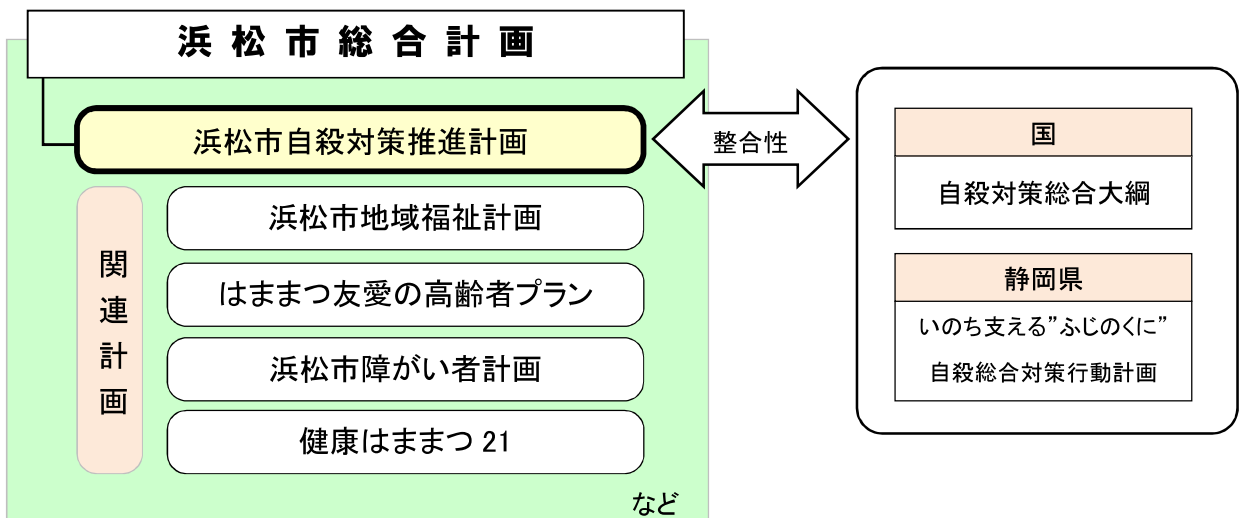 浜松市総合計画
浜松市自殺対策推進計画
関連計画
浜松市地域福祉計画
はままつ友愛の高齢者プラン
浜松市障がい者計画
健康はままつ 21
など
整合性
国
自殺対策総合大綱
静岡県
いのち支える”ふじのくに”
自殺総合対策行動計画